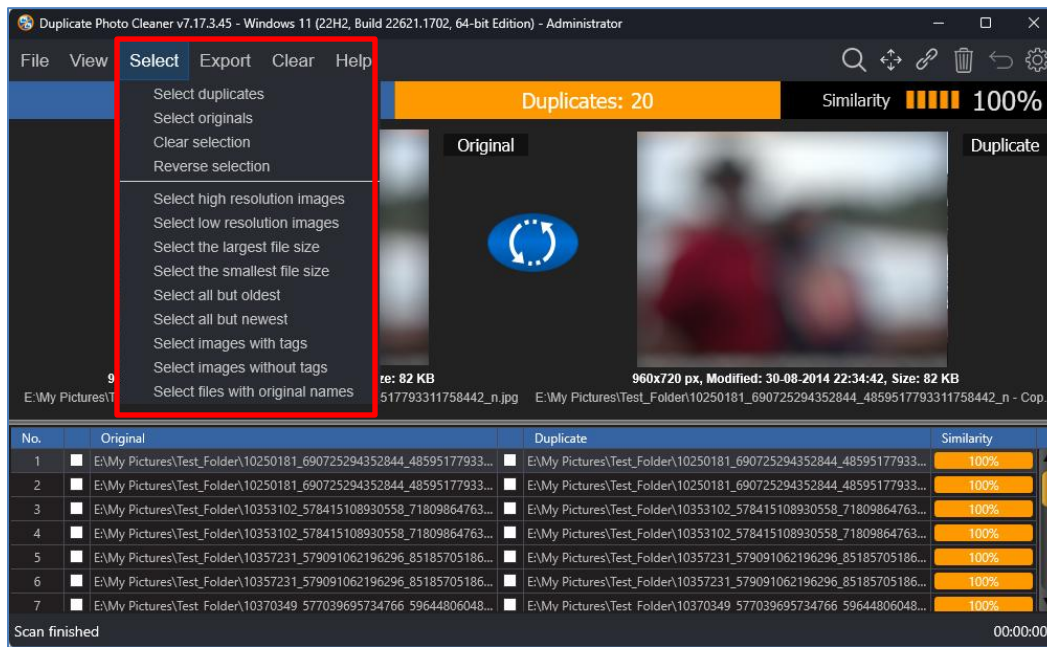 Duplicate Photo Cleaner v7.17.3.45 - Windows 11 (22H2, Build 22621.1702, 64-bit Edition) - Administrator
File View Select Export Clear Help
Select duplicates
Select originals
Clear selection
Reverse selection
Select high resolution images
Select low resolution images
Select the largest file size
Select the smallest file size
Select all but oldest
Select all but newest
Select images with tags
Select images without tags
Select files with original names
Duplicates: 20
Similarity 100%
Original
Duplicate
9 ze: 82 KB
960x720 px, Modified: 30-08-2014 22:34:42, Size: 82 KB
E:\My Pictures\T 517793311758442_n.jpg
E:\My Pictures\Test_Folder\10250181_690725294352844_4859517793311758442_n - Cop.
No. Original Duplicate Similarity
1 E:\My Pictures\Test_Folder\10250181_690725294352844_48595177933... E:\My Pictures\Test_Folder\10250181_690725294352844_48595177933... 100%
2 E:\My Pictures\Test_Folder\10250181_690725294352844_48595177933... E:\My Pictures\Test_Folder\10250181_690725294352844_48595177933... 100%
3 E:\My Pictures\Test_Folder\10353102_578415108930558_71809864763... E:\My Pictures\Test_Folder\10353102_578415108930558_71809864763... 100%
4 E:\My Pictures\Test_Folder\10353102_578415108930558_71809864763... E:\My Pictures\Test_Folder\10353102_578415108930558_71809864763... 100%
5 E:\My Pictures\Test_Folder\10357231_579091062196296_85185705186... E:\My Pictures\Test_Folder\10357231_579091062196296_85185705186... 100%
6 E:\My Pictures\Test_Folder\10357231_579091062196296_85185705186... E:\My Pictures\Test_Folder\10357231_579091062196296_85185705186... 100%
7 E:\My Pictures\Test_Folder\10370349_577039695734766_59644806048... E:\My Pictures\Test_Folder\10370349_577039695734766_59644806048... 100%
Scan finished
00:00:00